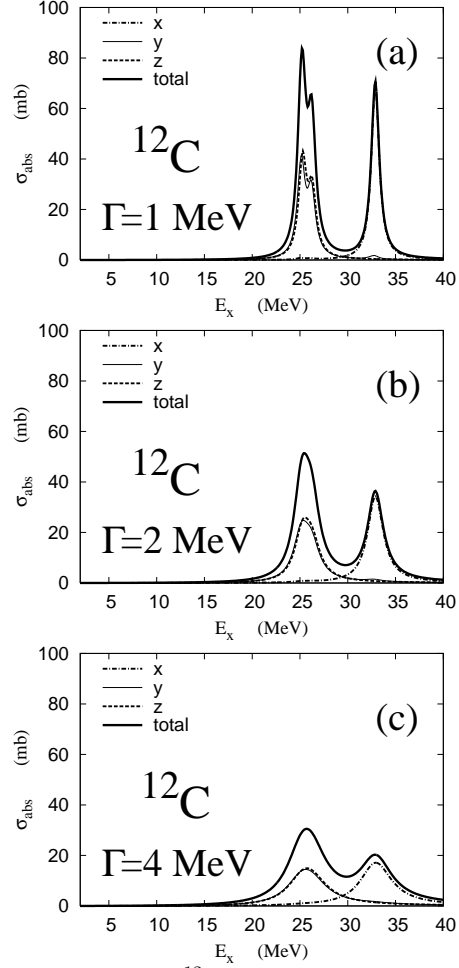 100
80
60
40
20
0
σabs (mb)
x
y
z
total
(a)
¹²C
Γ=1 MeV
5 10 15 20 25 30 35 40
Eₓ (MeV)
100
80
60
40
20
0
σabs (mb)
x
y
z
total
(b)
¹²C
Γ=2 MeV
5 10 15 20 25 30 35 40
Eₓ (MeV)
100
80
60
40
20
0
σabs (mb)
x
y
z
total
(c)
¹²C
Γ=4 MeV
5 10 15 20 25 30 35 40
Eₓ (MeV)